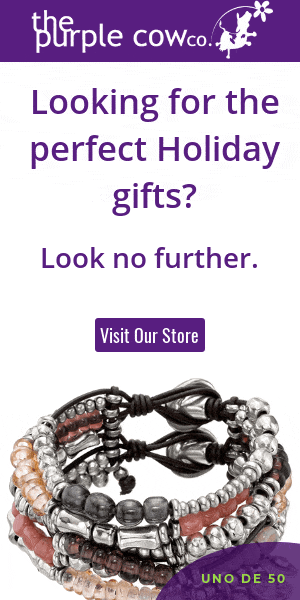 the
purple cow co.
Looking for the
perfect Holiday
gifts?
Look no further.
Visit Our Store
UNO DE 50